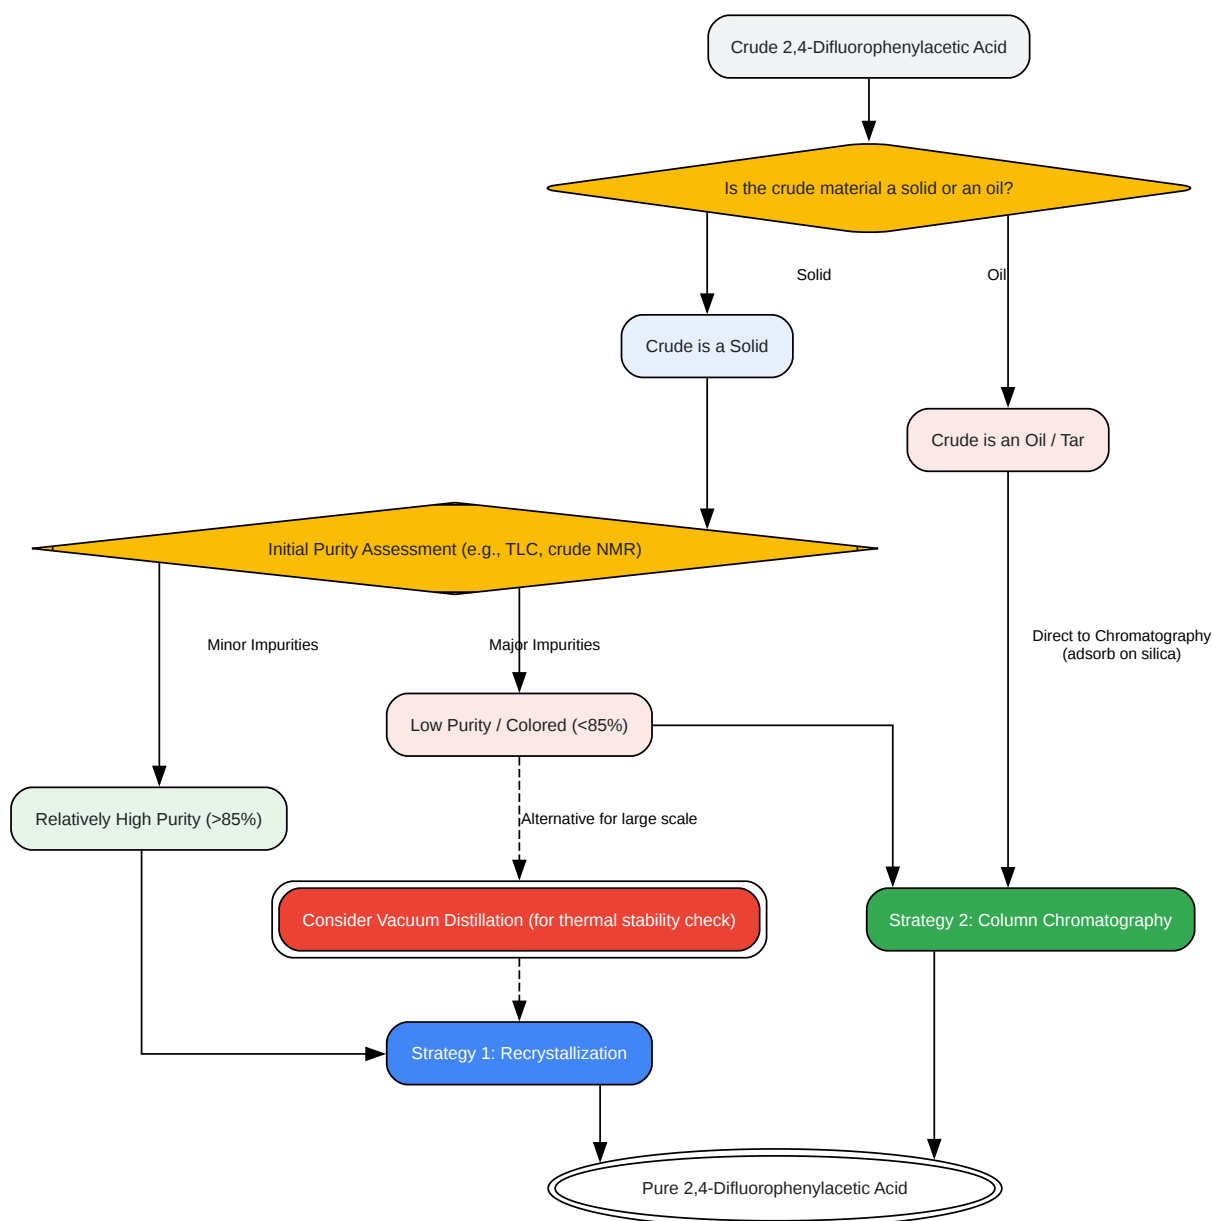 Crude 2,4-Difluorophenylacetic Acid
Is the crude material a solid or an oil?
Solid
Oil
Crude is a Solid
Crude is an Oil / Tar
Initial Purity Assessment (e.g., TLC, crude NMR)
Minor Impurities
Major Impurities
Direct to Chromatography
(adsorb on silica)
Low Purity / Colored (<85%)
Relatively High Purity (>85%)
Alternative for large scale
Consider Vacuum Distillation (for thermal stability check)
Strategy 2: Column Chromatography
Strategy 1: Recrystallization
Pure 2,4-Difluorophenylacetic Acid